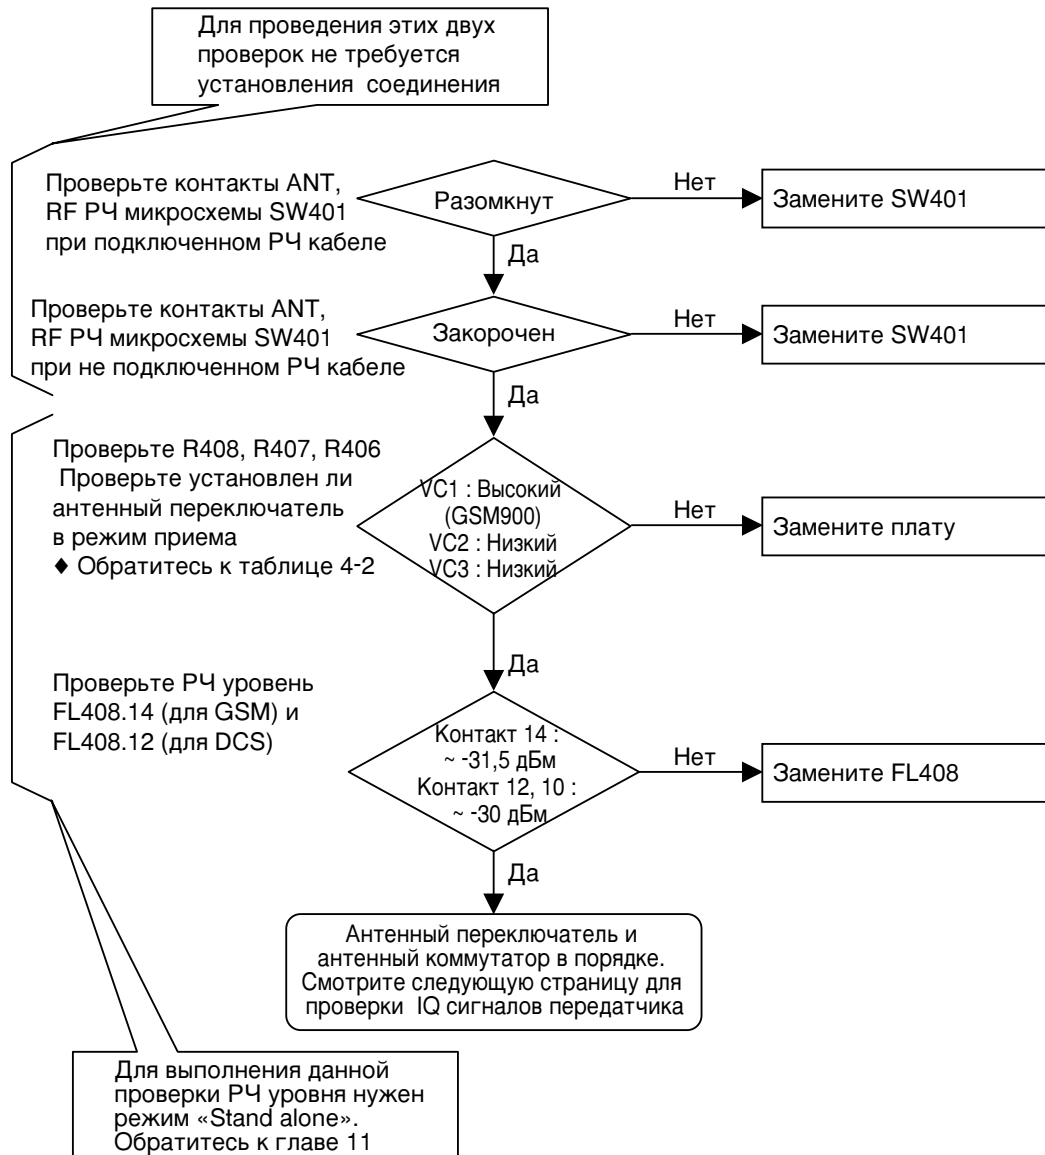 Для проведения этих двух
проверок не требуется
установления соединения
Проверьте контакты ANT,
RF РЧ микросхемы SW401
при подключенном РЧ кабеле
Разомкнут
Нет
Замените SW401
Да
Проверьте контакты ANT,
RF РЧ микросхемы SW401
при не подключенном РЧ кабеле
Закорочен
Нет
Замените SW401
Да
Проверьте R408, R407, R406
Проверьте установлен ли
антенный переключатель
в режим приема
♦ Обратитесь к таблице 4-2
VC1 : Высокий
(GSM900)
VC2 : Низкий
VC3 : Низкий
Нет
Замените плату
Да
Проверьте РЧ уровень
FL408.14 (для GSM) и
FL408.12 (для DCS)
Контакт 14 :
~ -31,5 дБм
Контакт 12, 10 :
~ -30 дБм
Нет
Замените FL408
Да
Антенный переключатель и
антенный коммутатор в порядке.
Смотрите следующую страницу для
проверки IQ сигналов передатчика
Для выполнения данной
проверки РЧ уровня нужен
режим «Stand alone».
Обратитесь к главе 11